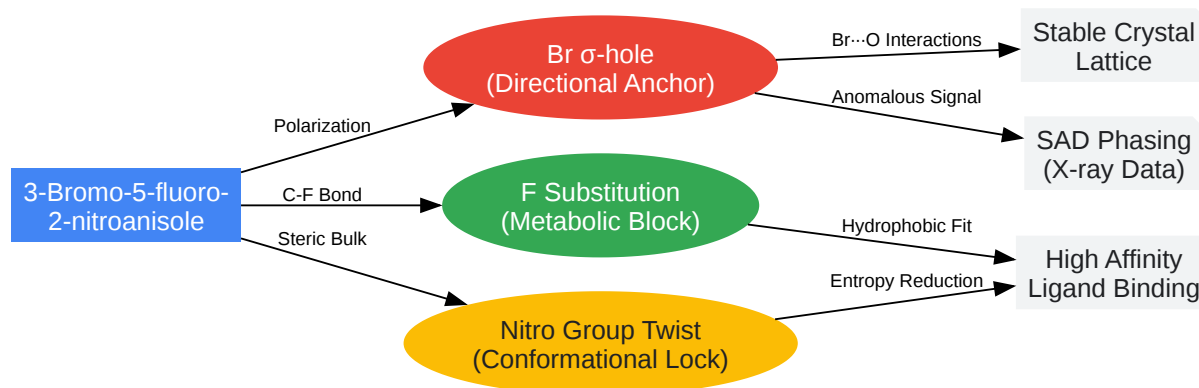 Br σ-hole
(Directional Anchor)
Br···O Interactions
Stable Crystal
Lattice
Anomalous Signal
Polarization
SAD Phasing
(X-ray Data)
3-Bromo-5-fluoro-
2-nitroanisole
C-F Bond
F Substitution
(Metabolic Block)
Steric Bulk
Hydrophobic Fit
High Affinity
Ligand Binding
Entropy Reduction
Nitro Group Twist
(Conformational Lock)